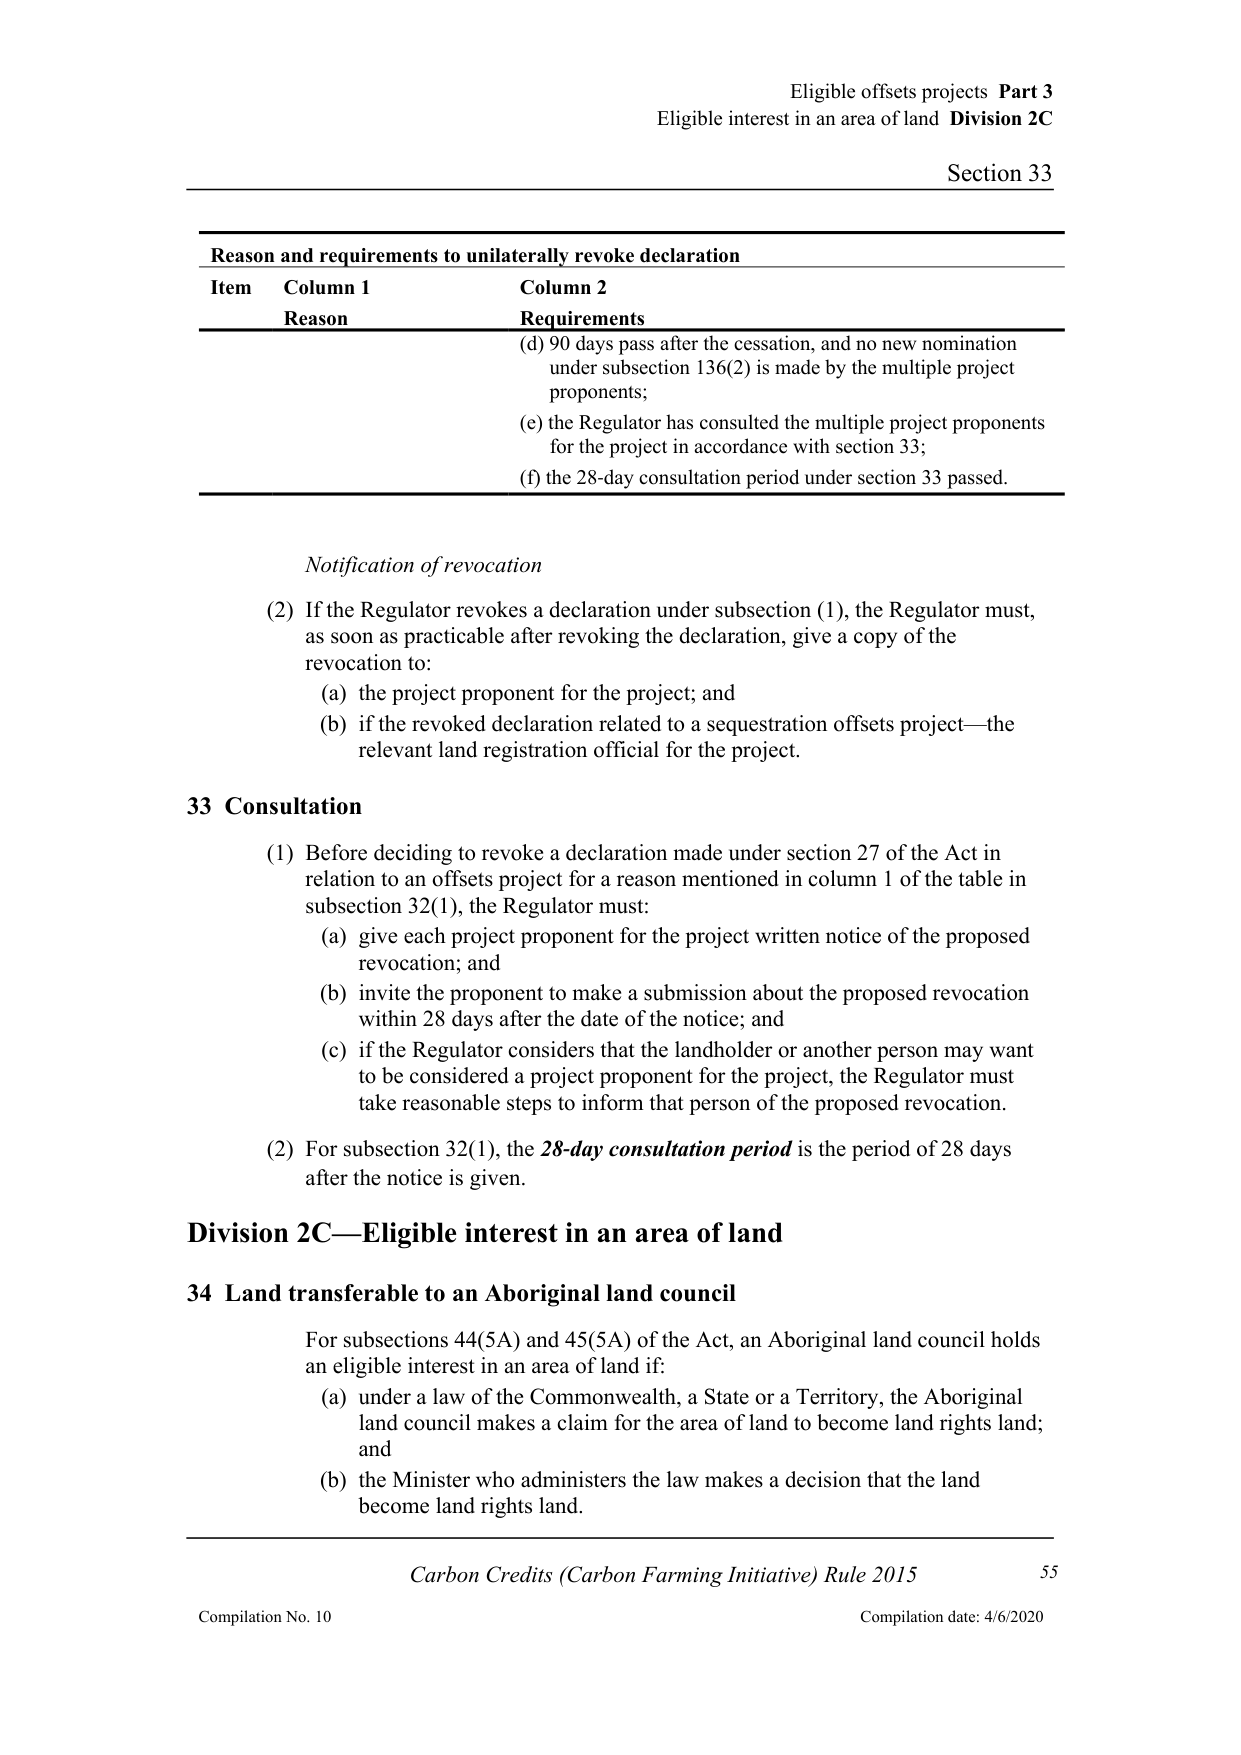 Eligible offsets projects  Part 3
Eligible interest in an area of land  Division 2C
Section 33
Reason and requirements to unilaterally revoke declaration
Item Column 1 Column 2
Reason Requirements
(d) 90 days pass after the cessation, and no new nomination
under subsection 136(2) is made by the multiple project
proponents;
(e) the Regulator has consulted the multiple project proponents
for the project in accordance with section 33;
(f) the 28-day consultation period under section 33 passed.
Notification of revocation
(2) If the Regulator revokes a declaration under subsection (1), the Regulator must,
as soon as practicable after revoking the declaration, give a copy of the
revocation to:
(a) the project proponent for the project; and
(b) if the revoked declaration related to a sequestration offsets project—the
relevant land registration official for the project.
33  Consultation
(1) Before deciding to revoke a declaration made under section 27 of the Act in
relation to an offsets project for a reason mentioned in column 1 of the table in
subsection 32(1), the Regulator must:
(a) give each project proponent for the project written notice of the proposed
revocation; and
(b) invite the proponent to make a submission about the proposed revocation
within 28 days after the date of the notice; and
(c) if the Regulator considers that the landholder or another person may want
to be considered a project proponent for the project, the Regulator must
take reasonable steps to inform that person of the proposed revocation.
(2) For subsection 32(1), the 28-day consultation period is the period of 28 days
after the notice is given.
Division 2C—Eligible interest in an area of land
34  Land transferable to an Aboriginal land council
For subsections 44(5A) and 45(5A) of the Act, an Aboriginal land council holds
an eligible interest in an area of land if:
(a) under a law of the Commonwealth, a State or a Territory, the Aboriginal
land council makes a claim for the area of land to become land rights land;
and
(b) the Minister who administers the law makes a decision that the land
become land rights land.
Carbon Credits (Carbon Farming Initiative) Rule 2015 55
Compilation No. 10 Compilation date: 4/6/2020